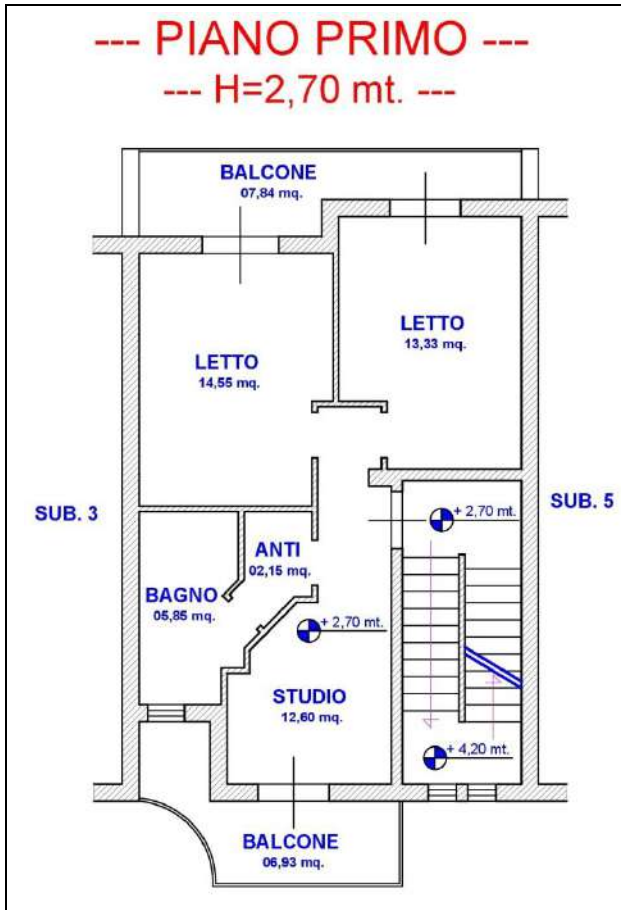 --- PIANO PRIMO ---
--- H=2,70 mt. ---
BALCONE
07,84 mq.
LETTO
13,33 mq.
LETTO
14,55 mq.
SUB. 3
SUB. 5
+ 2,70 mt.
ANTI
02,15 mq.
BAGNO
05,85 mq.
+ 2,70 mt.
STUDIO
12,60 mq.
+ 4,20 mt.
BALCONE
06,93 mq.